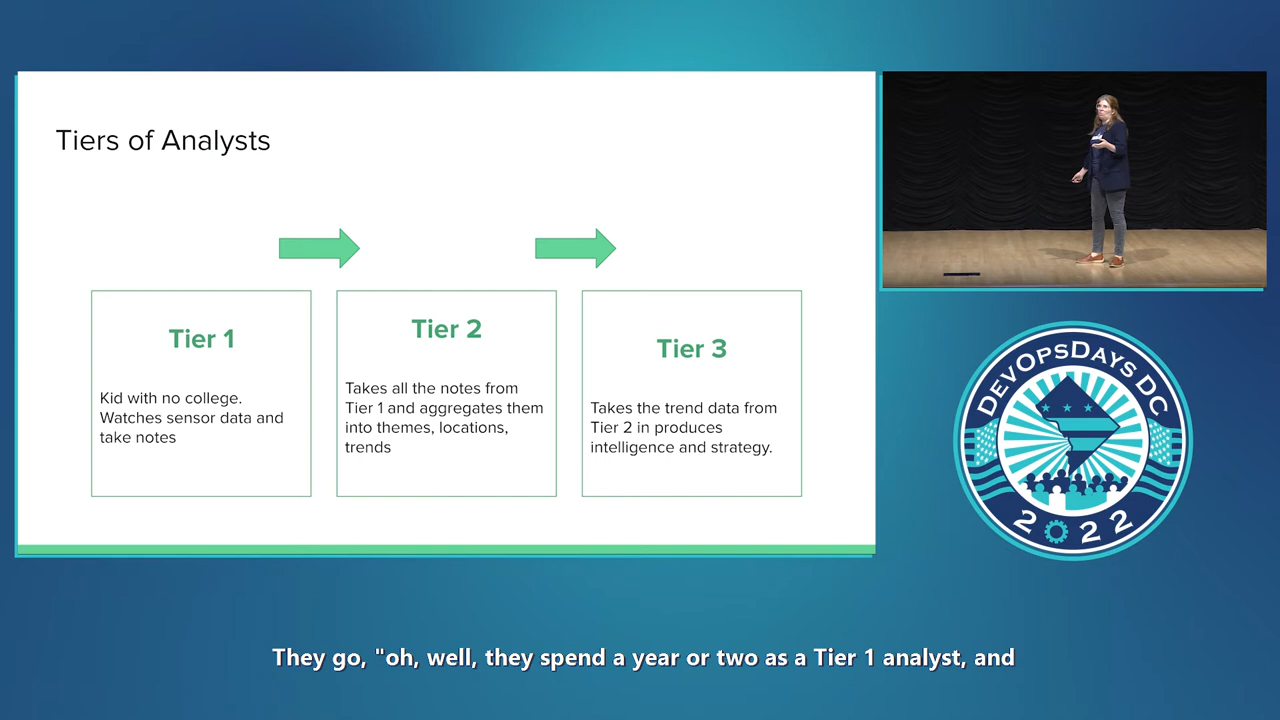 Tiers of Analysts
Tier 1
Kid with no college.
Watches sensor data and
take notes
Tier 2
Takes all the notes from
Tier 1 and aggregates them
into themes, locations,
trends
Tier 3
Takes the trend data from
Tier 2 in produces
intelligence and strategy.
DEVOPSDAYS DC
2022
They go, "oh, well, they spend a year or two as a Tier 1 analyst, and